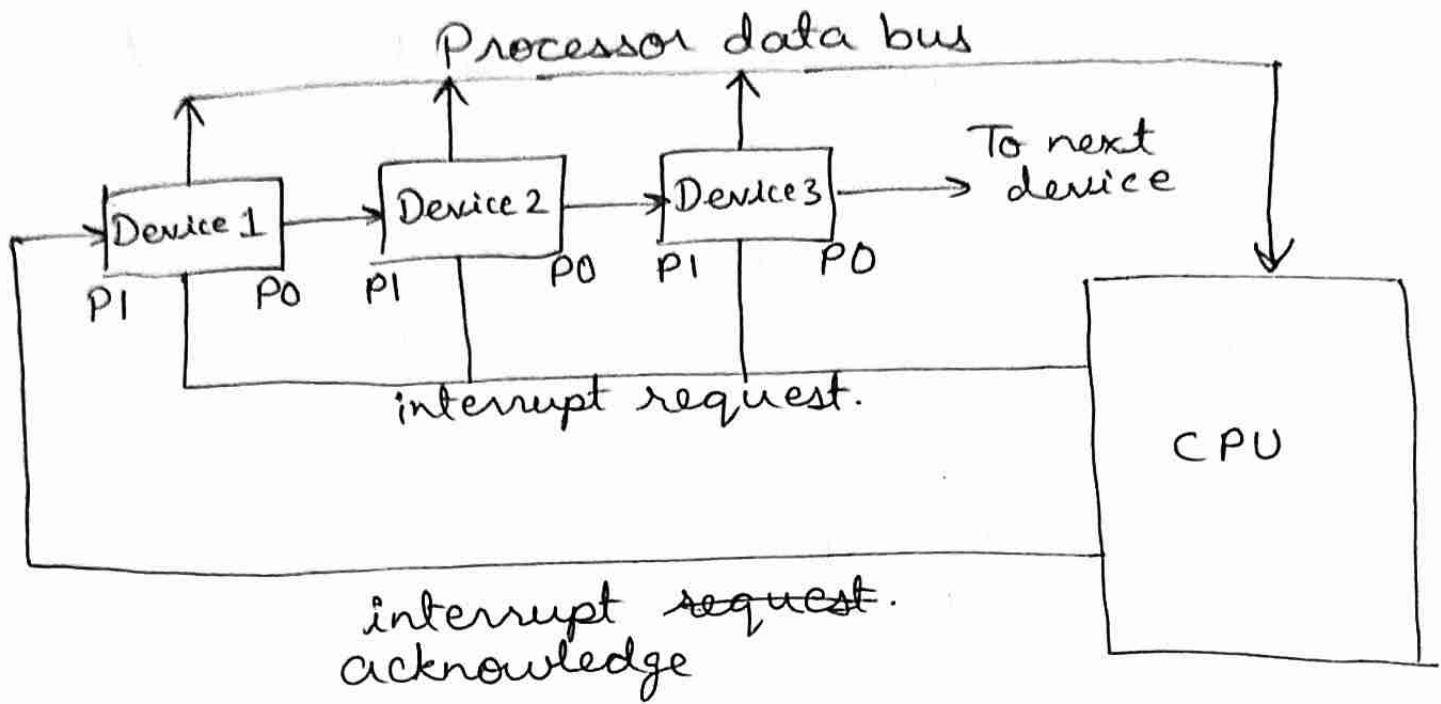 Processor data bus
To next
device
Device 1
Device 2
Device 3
PI
PO
PI
PO
PI
PO
interrupt request.
CPU
interrupt request.
acknowledge